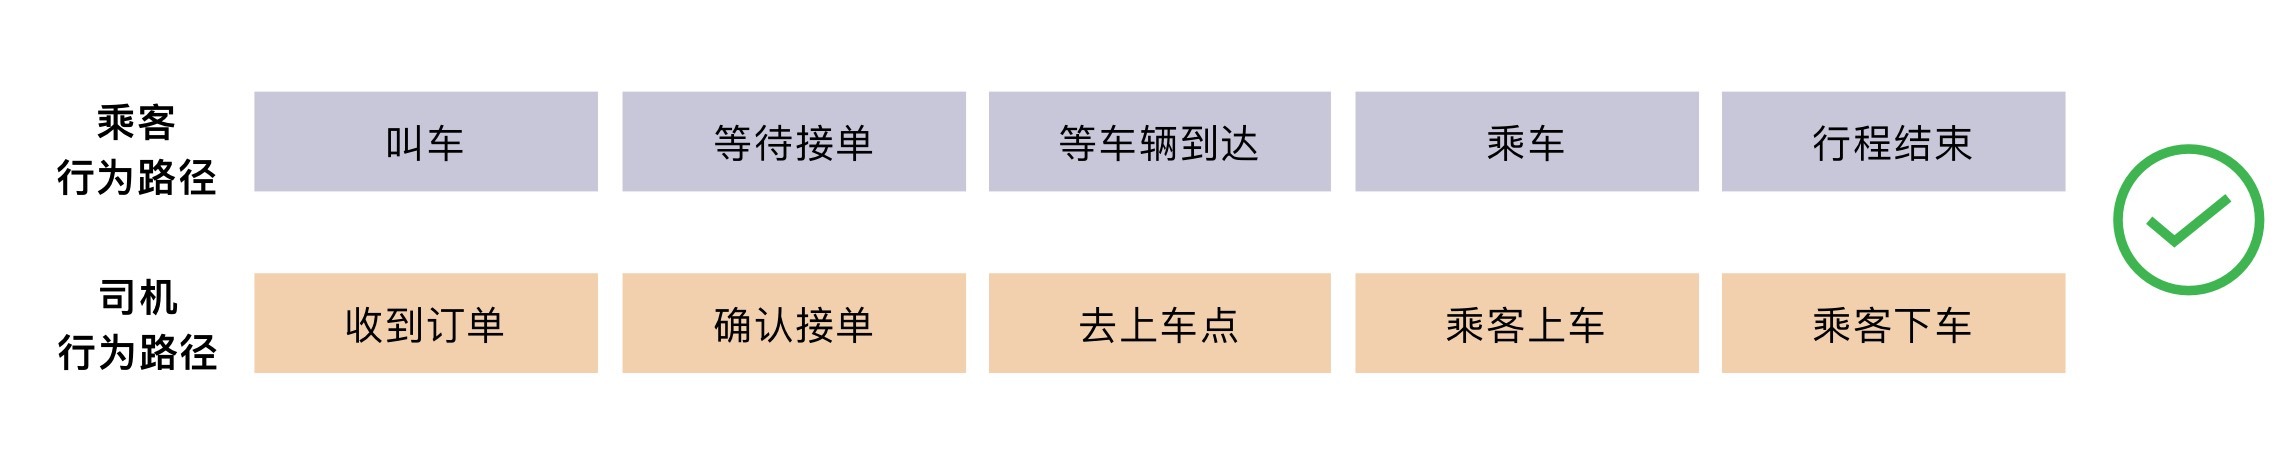 乘客
行为路径
叫车
等待接单
等车辆到达
乘车
行程结束
司机
行为路径
收到订单
确认接单
去上车点
乘客上车
乘客下车